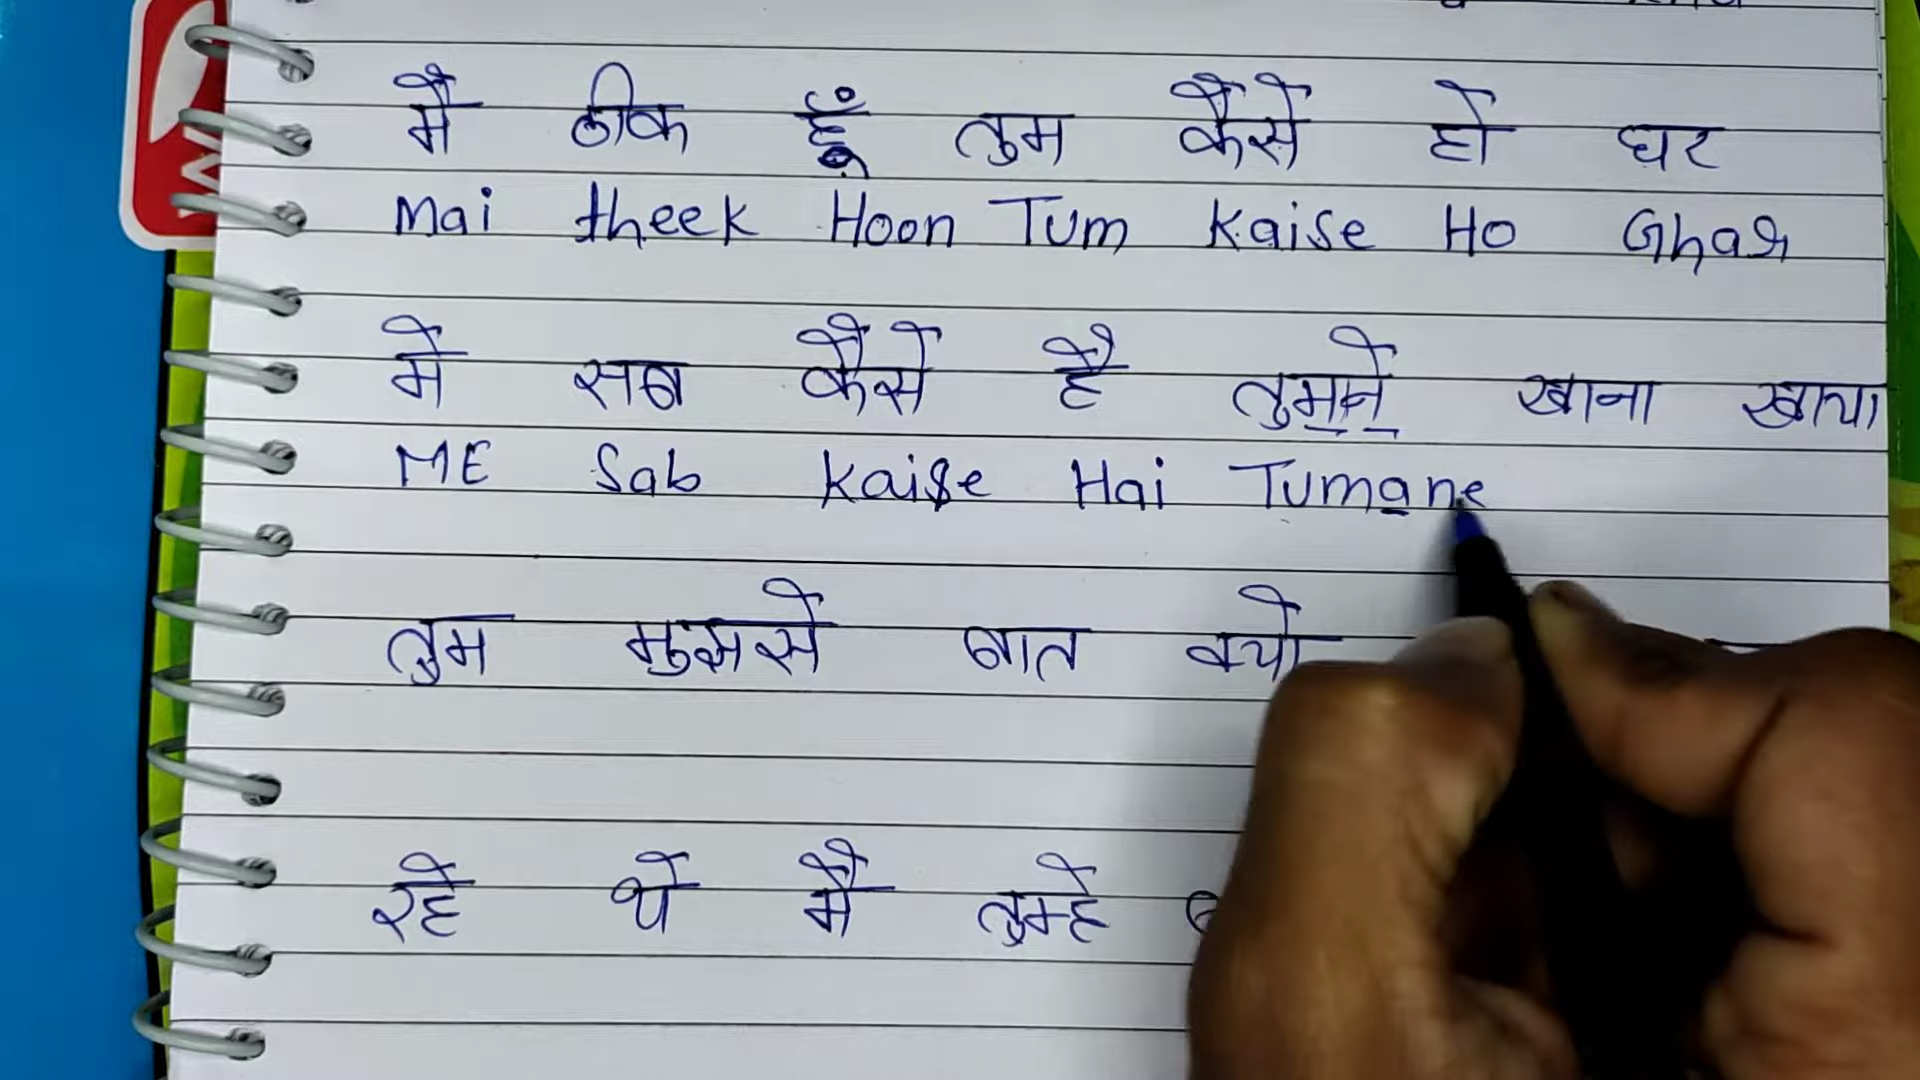 मै ठीक हूँ तुम कैसे हो घर
Mai theek Hoon Tum Kaise Ho Ghar
मे सब कैसे है तुमने खाना खाया
ME Sab Kaise Hai Tumane
तुम मुझसे बात क्यो
रहे थे मै तुम्हे